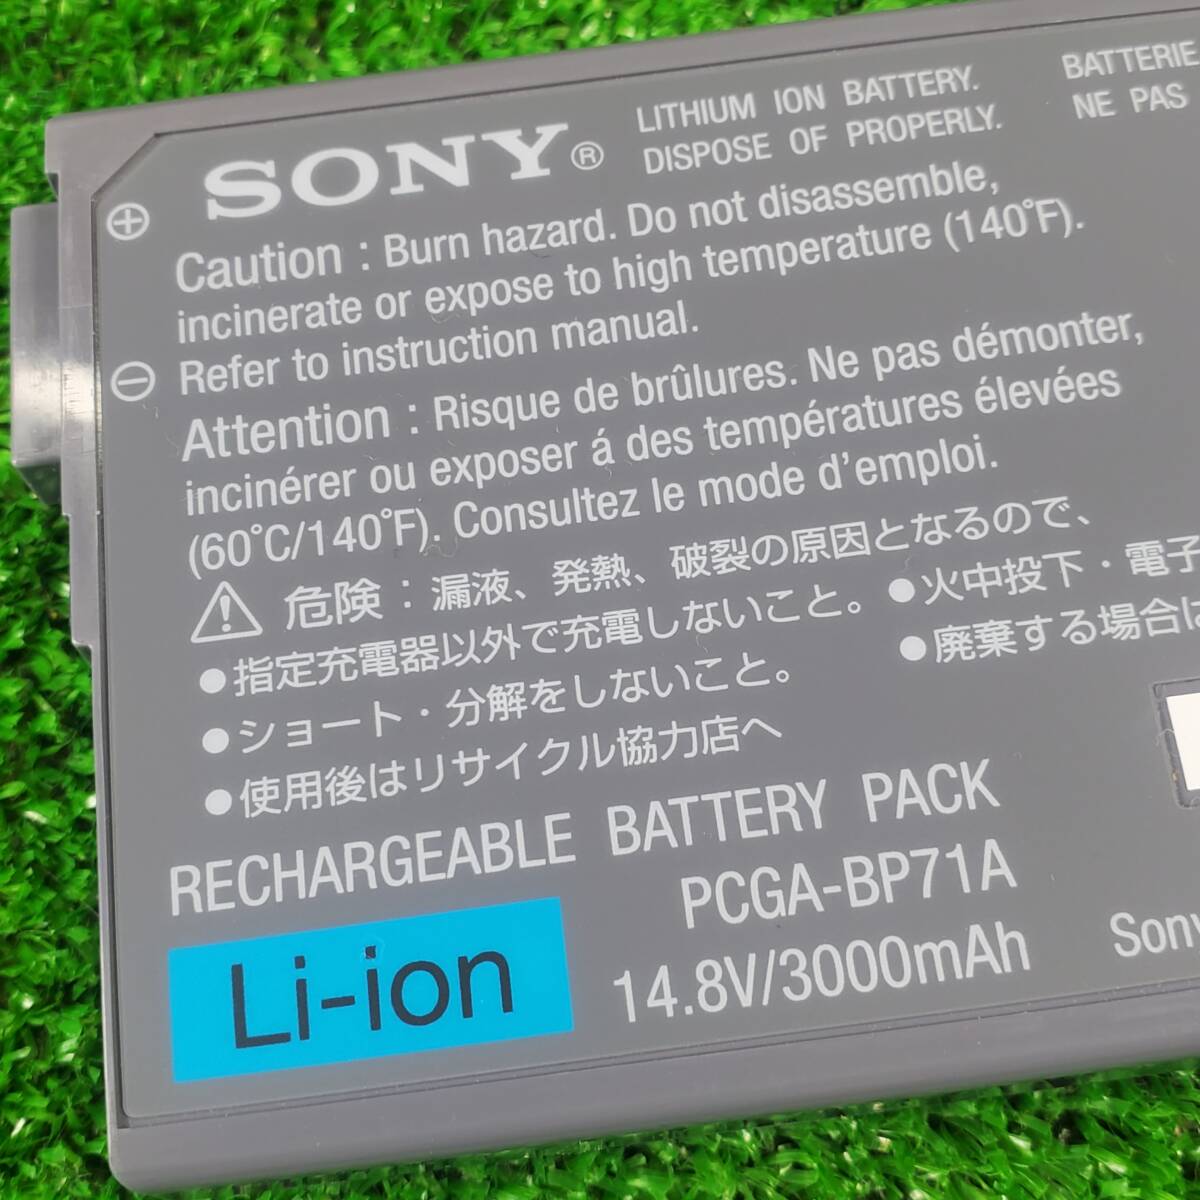 SONY®
LITHIUM ION BATTERY.
DISPOSE OF PROPERLY.
BATTERIE
NE PAS
+
Caution : Burn hazard. Do not disassemble,
incinerate or expose to high temperature (140°F).
−
Refer to instruction manual.
Attention : Risque de brûlures. Ne pas démonter,
incinérer ou exposer á des températures élevées
(60°C/140°F). Consultez le mode d'emploi.
危険：漏液、発熱、破裂の原因となるので、
●指定充電器以外で充電しないこと。
●ショート・分解をしないこと。
●使用後はリサイクル協力店へ
●火中投下・電子
●廃棄する場合は
RECHARGEABLE BATTERY PACK
PCGA-BP71A
Li-ion
14.8V/3000mAh
Sony